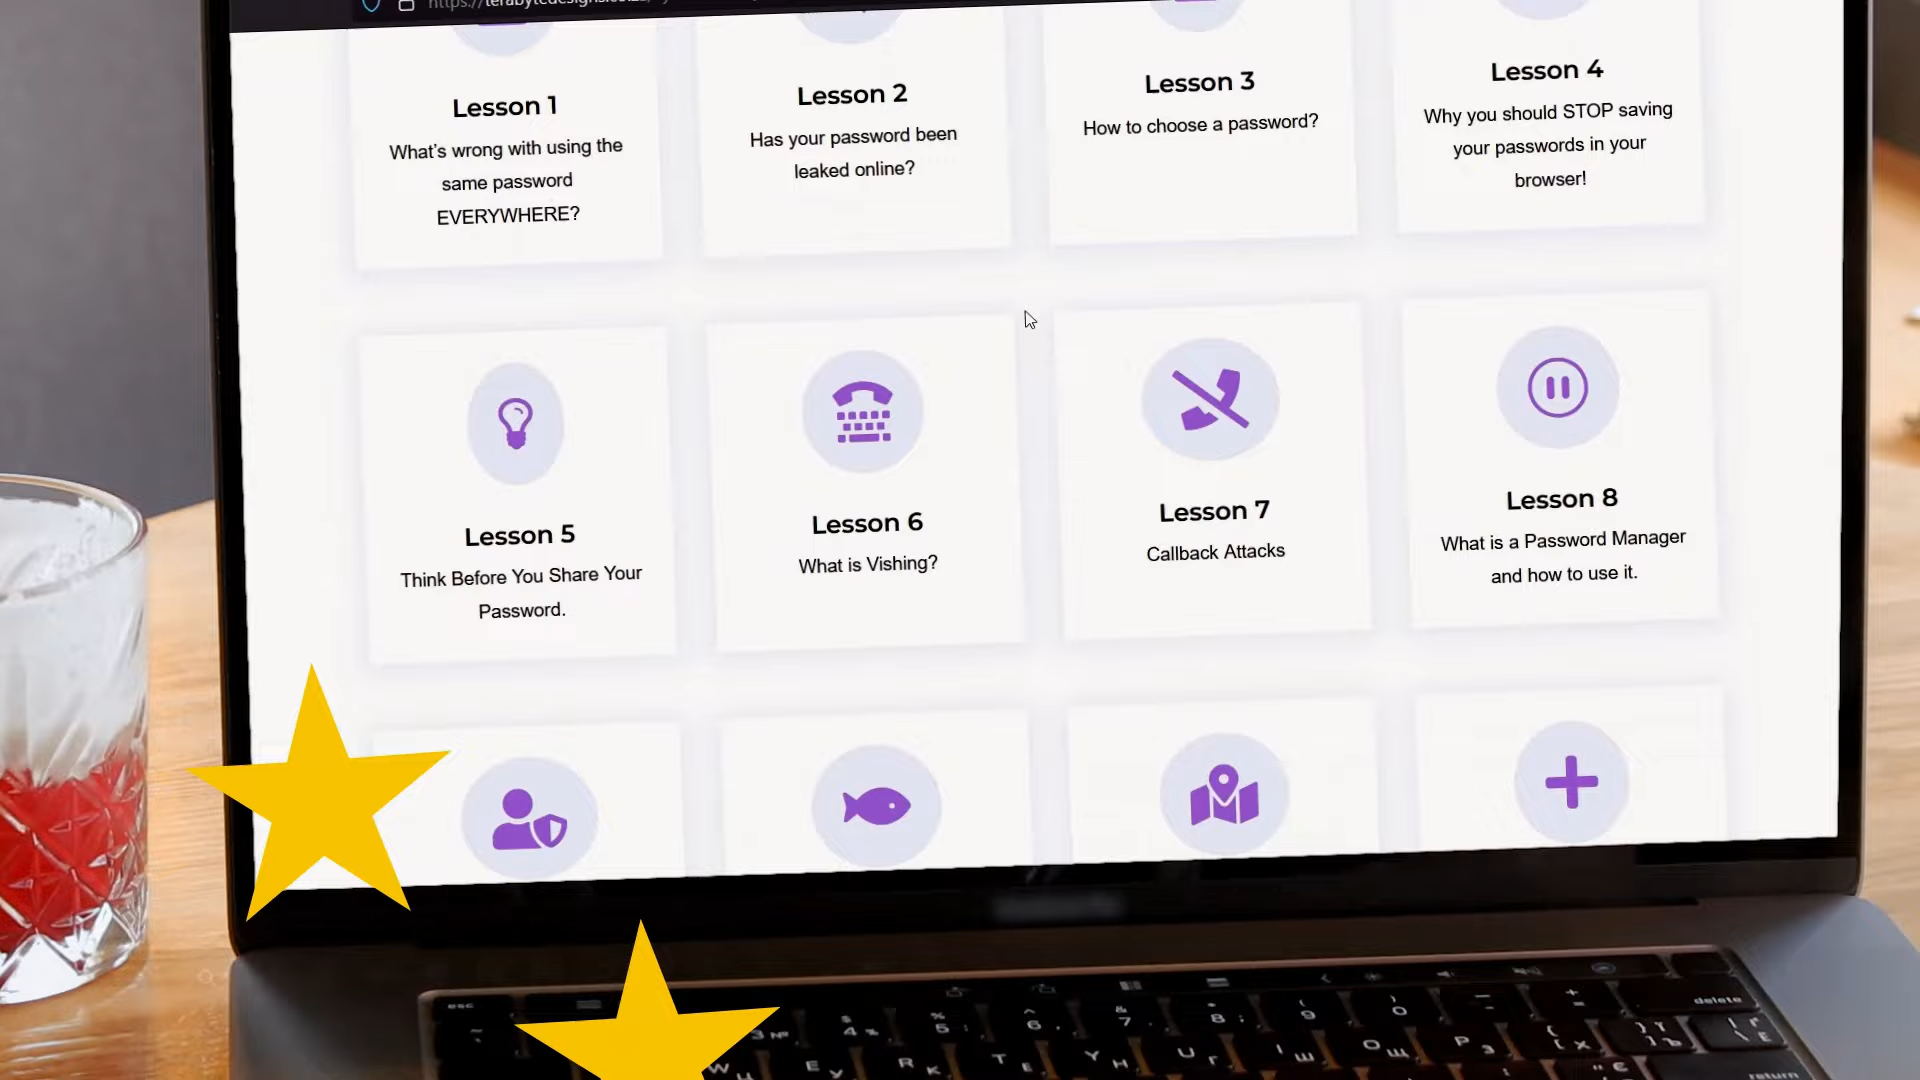 Lesson 1
What's wrong with using the
same password
EVERYWHERE?
Lesson 2
Has your password been
leaked online?
Lesson 3
How to choose a password?
Lesson 4
Why you should STOP saving
your passwords in your
browser!
Lesson 5
Think Before You Share Your
Password.
Lesson 6
What is Vishing?
Lesson 7
Callback Attacks
Lesson 8
What is a Password Manager
and how to use it.
esc
delete
return